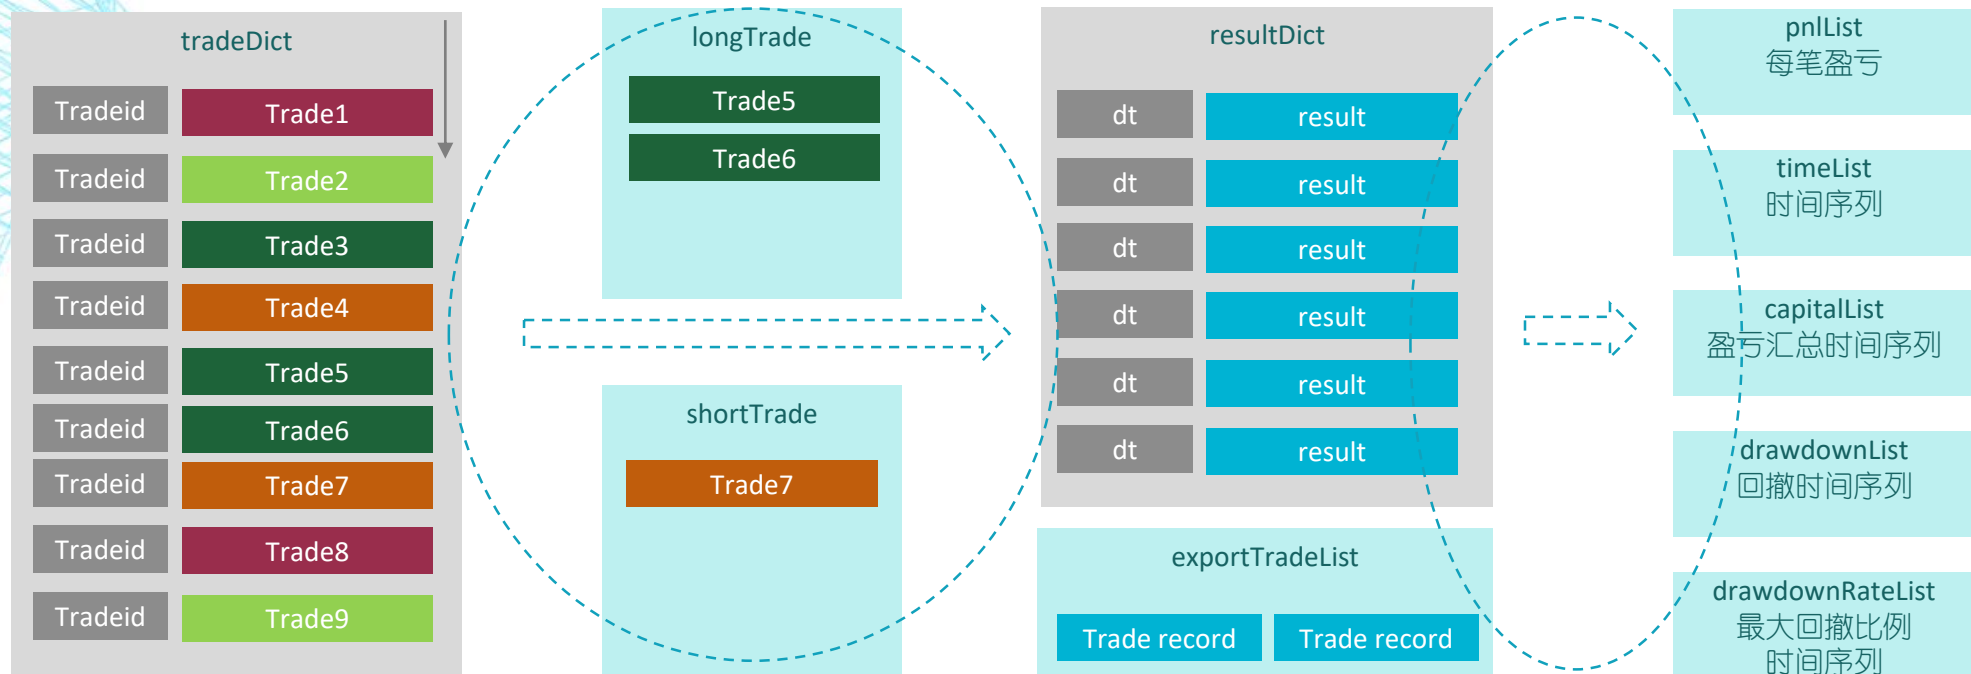 tradeDict
Tradeid Trade1
Tradeid Trade2
Tradeid Trade3
Tradeid Trade4
Tradeid Trade5
Tradeid Trade6
Tradeid Trade7
Tradeid Trade8
Tradeid Trade9
longTrade
Trade5
Trade6
shortTrade
Trade7
resultDict
dt result
dt result
dt result
dt result
dt result
dt result
exportTradeList
Trade record Trade record
pnlList
每笔盈亏
timeList
时间序列
capitalList
盈亏汇总时间序列
drawdownList
回撤时间序列
drawdownRateList
最大回撤比例
时间序列